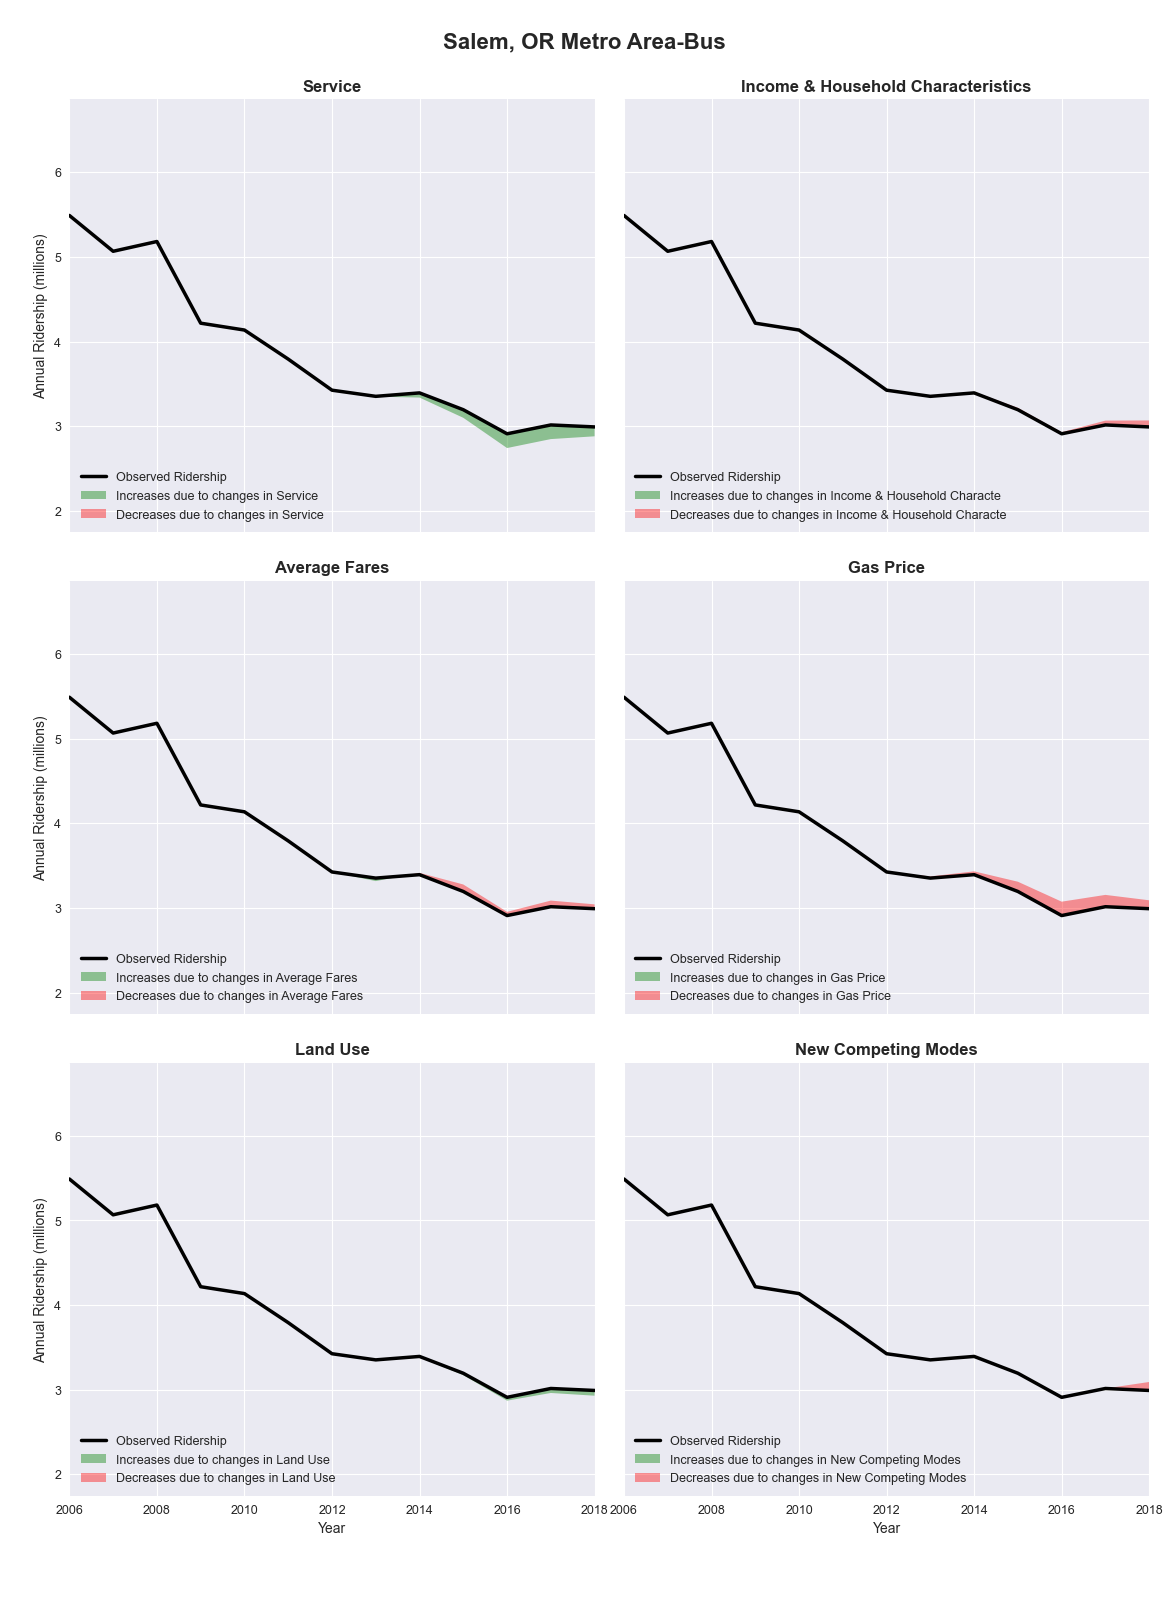 Salem, OR Metro Area-Bus
Service
Annual Ridership (millions)
6
5
4
3
2
Observed Ridership
Increases due to changes in Service
Decreases due to changes in Service
Income & Household Characteristics
Observed Ridership
Increases due to changes in Income & Household Characte
Decreases due to changes in Income & Household Characte
Average Fares
Annual Ridership (millions)
6
5
4
3
2
Observed Ridership
Increases due to changes in Average Fares
Decreases due to changes in Average Fares
Gas Price
Observed Ridership
Increases due to changes in Gas Price
Decreases due to changes in Gas Price
Land Use
Annual Ridership (millions)
6
5
4
3
2
Observed Ridership
Increases due to changes in Land Use
Decreases due to changes in Land Use
2006 2008 2010 2012 2014 2016 2018
Year
New Competing Modes
Observed Ridership
Increases due to changes in New Competing Modes
Decreases due to changes in New Competing Modes
2006 2008 2010 2012 2014 2016 2018
Year